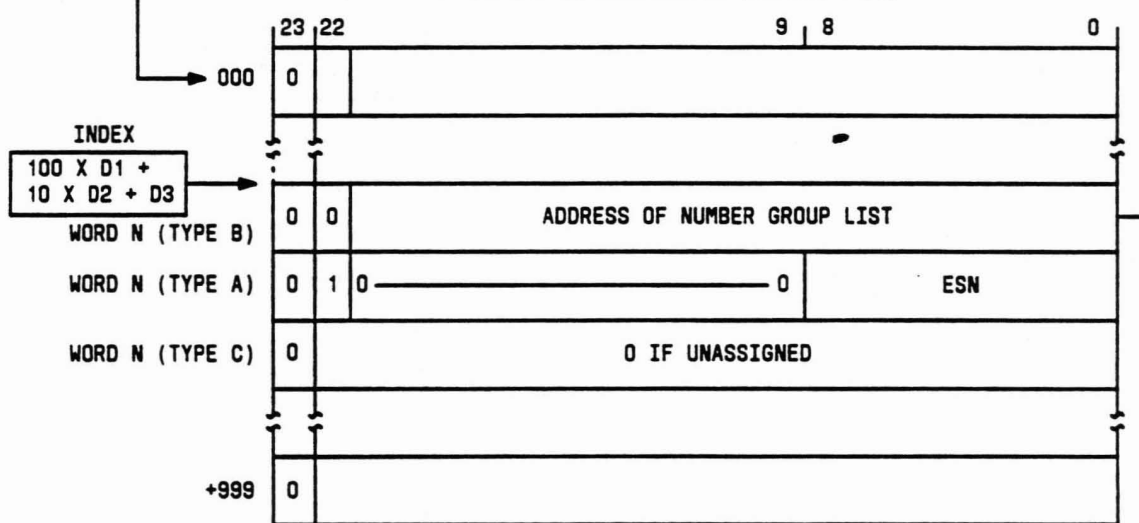 23 22 9 8 0
000 0
INDEX
100 X D1 +
10 X D2 + D3
0 0 ADDRESS OF NUMBER GROUP LIST
WORD N (TYPE B)
WORD N (TYPE A) 0 1 0 0 ESN
WORD N (TYPE C) 0 0 IF UNASSIGNED
+999 0